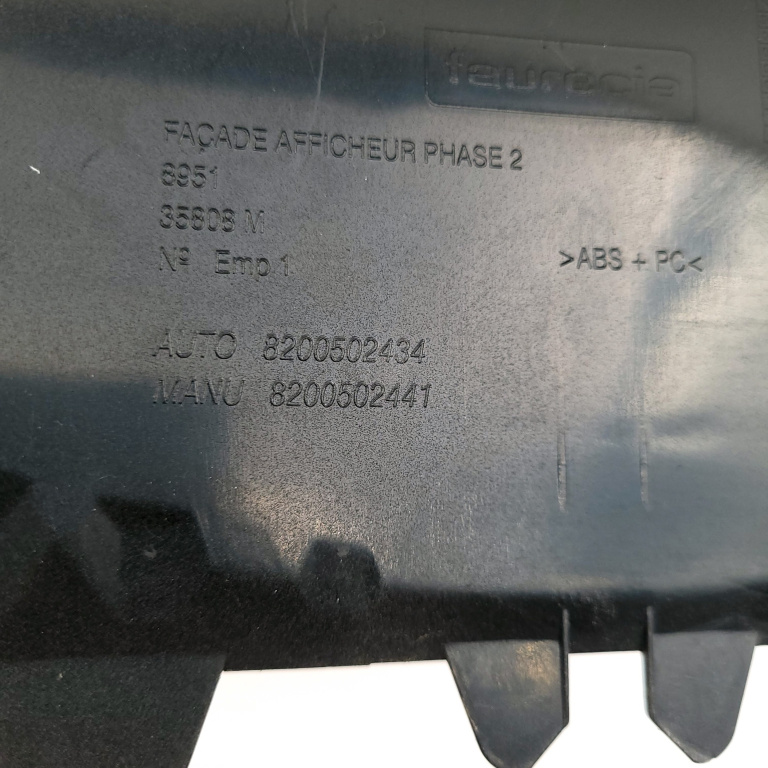 faurecia
FAÇADE AFFICHEUR PHASE 2
6951
35808 M
Nº Emp 1
>ABS + PC<
AUTO 8200502434
MANU 8200502441